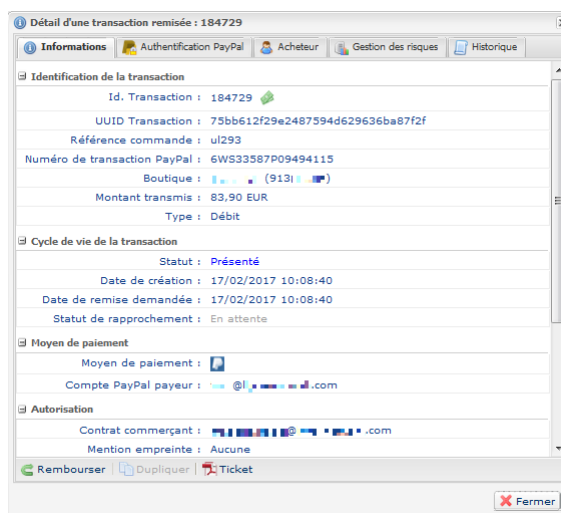 Détail d'une transaction remisée : 184729
Informations Authentification PayPal Acheteur Gestion des risques Historique
Identification de la transaction
Id. Transaction : 184729
UUID Transaction : 75bb612f29e2487594d629636ba87f2f
Référence commande : ul293
Numéro de transaction PayPal : 6WS33587P09494115
Boutique : (913
Montant transmis : 83,90 EUR
Type : Débit
Cycle de vie de la transaction
Statut : Présenté
Date de création : 17/02/2017 10:08:40
Date de remise demandée : 17/02/2017 10:08:40
Statut de rapprochement : En attente
Moyen de paiement
Moyen de paiement :
Compte PayPal payeur : @l .com
Autorisation
Contrat commerçant : @ .com
Mention empreinte : Aucune
Rembourser Dupliquer Ticket
Fermer